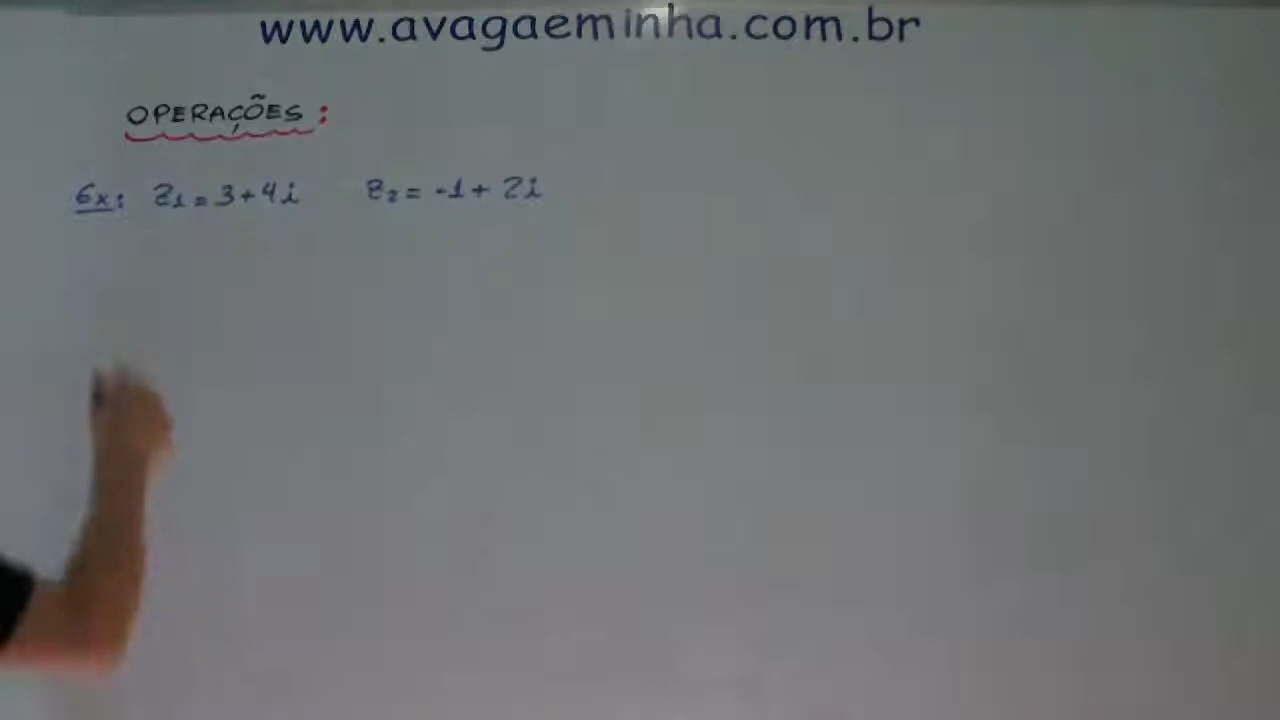 www.avagaeminha.com.br
OPERAÇÕES:
Ex: z₁ = 3 + 4i z₂ = -1 + 2i